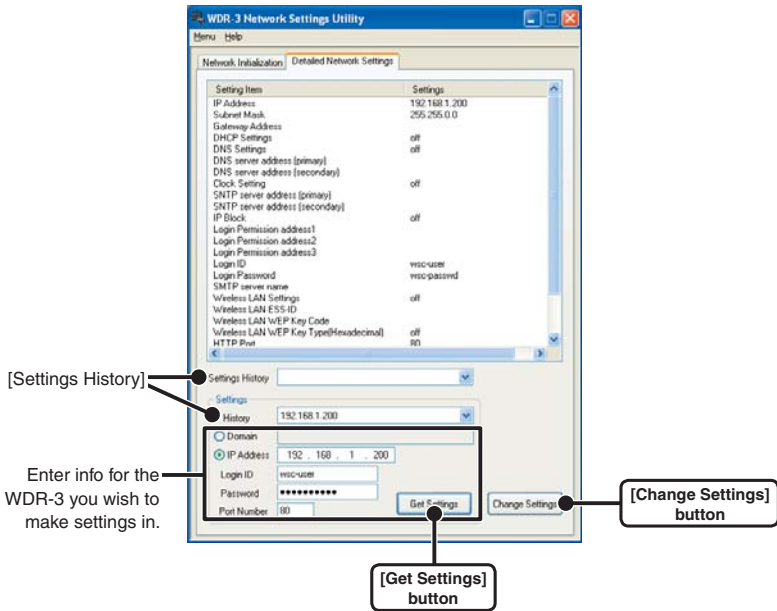 WDR-3 Network Settings Utility
Menu Help
Network Initialization Detailed Network Settings
Setting Item Settings
IP Address 192.168.1.200
Subnet Mask 255.255.0.0
Gateway Address
DHCP Settings off
DNS Settings off
DNS server address (primary)
DNS server address (secondary)
Clock Setting off
SNTP server address (primary)
SNTP server address (secondary)
IP Block off
Login Permission address1
Login Permission address2
Login Permission address3
Login ID wsc-user
Login Password wsc-passwd
SMTP server name
Wireless LAN Settings off
Wireless LAN ESS-ID
Wireless LAN WEP Key Code
Wireless LAN WEP Key Type(Hexadecimal) off
HTTP Port 80
[Settings History]
Settings History
Settings
History 192.168.1.200
Domain
IP Address 192 . 168 . 1 . 200
Login ID wsc-user
Password ●●●●●●●●●●
Port Number 80
Get Settings
Change Settings
Enter info for the
WDR-3 you wish to
make settings in.
[Change Settings]
button
[Get Settings]
button